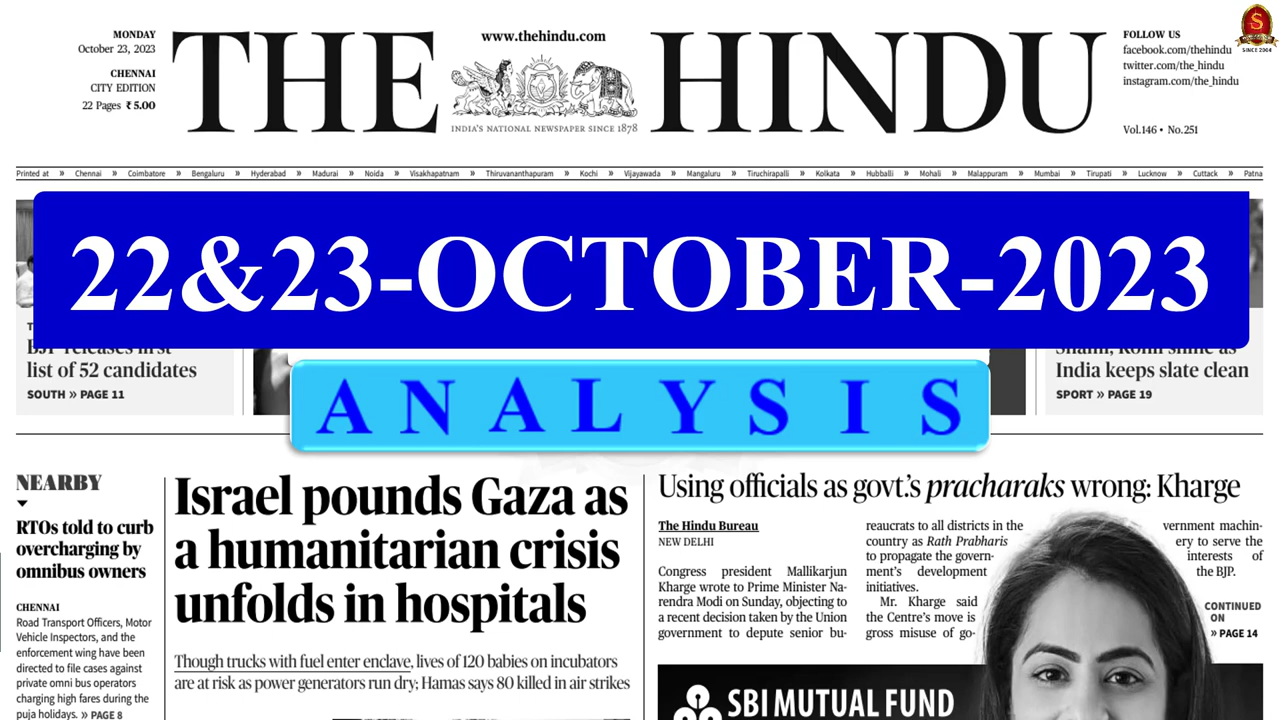 MONDAY
October 23, 2023
CHENNAI
CITY EDITION
22 Pages ₹ 5.00
THE HINDU
www.thehindu.com
INDIA'S NATIONAL NEWSPAPER SINCE 1878
FOLLOW US
facebook.com/thehindu
twitter.com/the_hindu
instagram.com/the_hindu
Vol.146 • No.251
S
SINCE 2004
Printed at » Chennai » Coimbatore » Bengaluru » Hyderabad » Madurai » Noida » Visakhapatnam » Thiruvananthapuram » Kochi » Vijayawada » Mangaluru » Tiruchirapalli » Kolkata » Hubballi » Mohali » Malappuram » Mumbai » Tirupati » Lucknow » Cuttack » Patna
22&23-OCTOBER-2023
ANALYSIS
BJP releases first
list of 52 candidates
SOUTH » PAGE 11
Shami, Kohli shine as
India keeps slate clean
SPORT » PAGE 19
NEARBY
RTOs told to curb
overcharging by
omnibus owners
CHENNAI
Road Transport Officers, Motor
Vehicle Inspectors, and the
enforcement wing have been
directed to file cases against
private omni bus operators
charging high fares during the
puja holidays. » PAGE 8
Israel pounds Gaza as
a humanitarian crisis
unfolds in hospitals
Though trucks with fuel enter enclave, lives of 120 babies on incubators
are at risk as power generators run dry; Hamas says 80 killed in air strikes
Using officials as govt.'s pracharaks wrong: Kharge
The Hindu Bureau
NEW DELHI
Congress president Mallikarjun
Kharge wrote to Prime Minister Na-
rendra Modi on Sunday, objecting to
a recent decision taken by the Union
government to depute senior bu-
reaucrats to all districts in the
country as Rath Prabharis
to propagate the govern-
ment's development
initiatives.
Mr. Kharge said
the Centre's move is
gross misuse of go-
vernment machin-
ery to serve the
interests of
the BJP.
CONTINUED
ON
» PAGE 14
SBI MUTUAL FUND